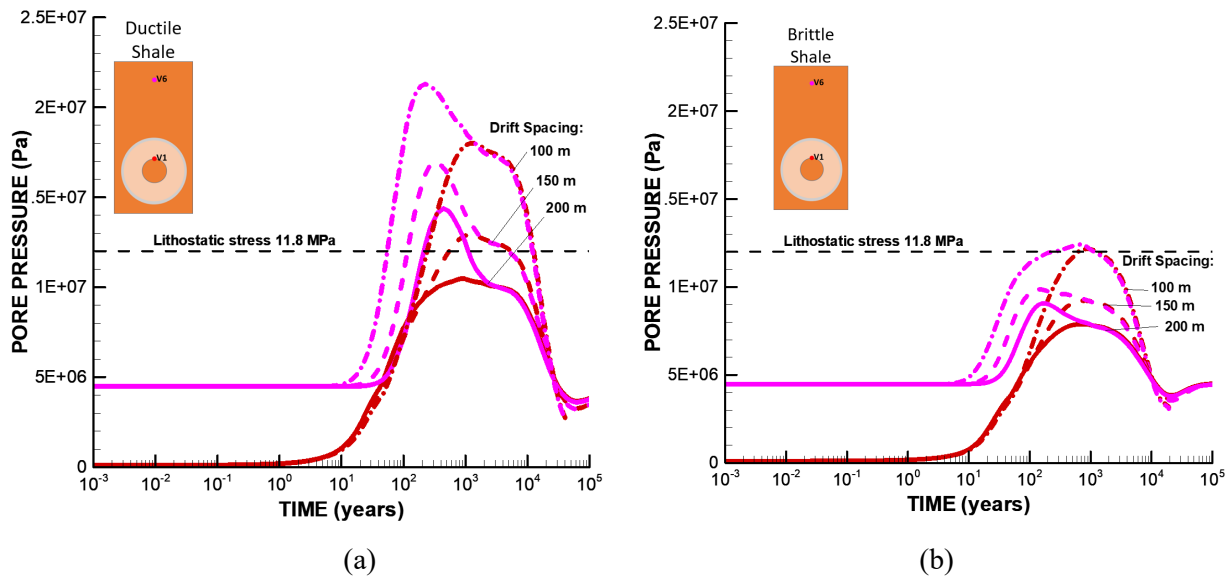 2.5E+07
2E+07
1.5E+07
1E+07
5E+06
0
PORE PRESSURE (Pa)
Ductile
Shale
V6
V1
Drift Spacing:
100 m
150 m
200 m
Lithostatic stress 11.8 MPa
10-3 10-2 10-1 100 101 102 103 104 105
TIME (years)
(a)
2.5E+07
2E+07
1.5E+07
1E+07
5E+06
0
PORE PRESSURE (Pa)
Brittle
Shale
V6
V1
Lithostatic stress 11.8 MPa
Drift Spacing:
100 m
150 m
200 m
10-3 10-2 10-1 100 101 102 103 104 105
TIME (years)
(b)